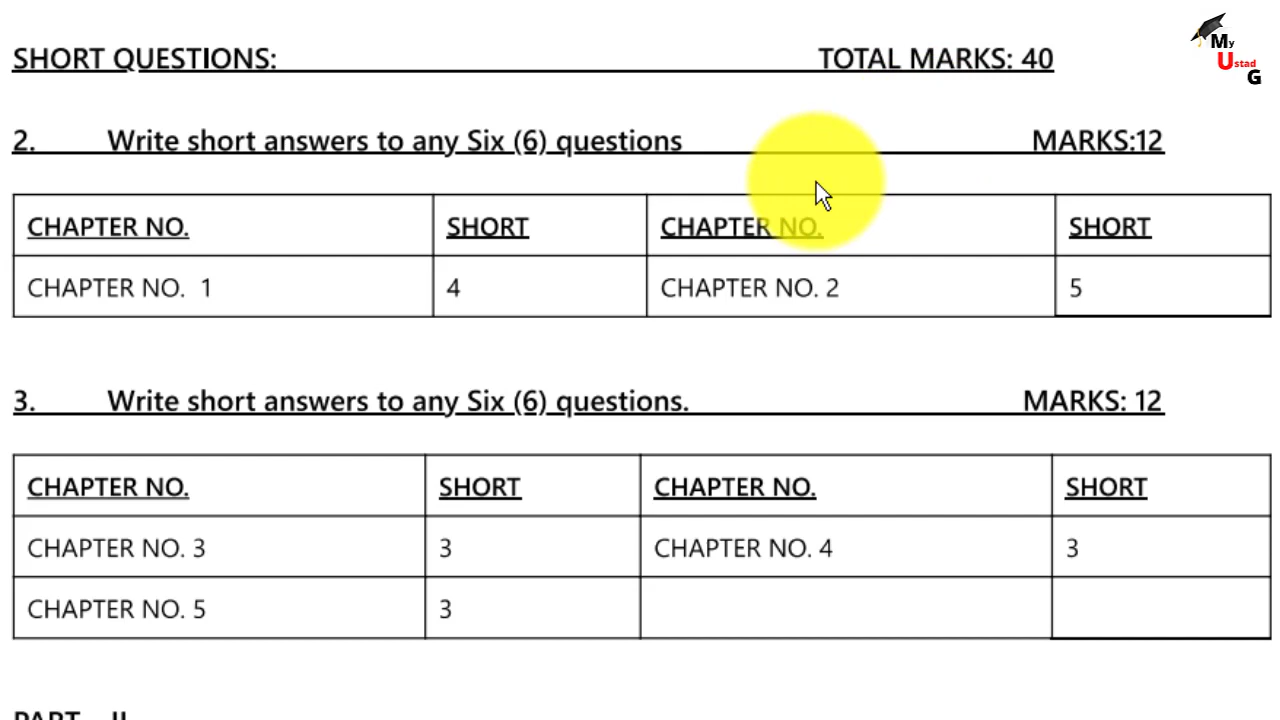 My
Ustad
G
SHORT QUESTIONS: TOTAL MARKS: 40
2. Write short answers to any Six (6) questions MARKS:12
CHAPTER NO. SHORT CHAPTER NO. SHORT
CHAPTER NO. 1 4 CHAPTER NO. 2 5
3. Write short answers to any Six (6) questions. MARKS: 12
CHAPTER NO. SHORT CHAPTER NO. SHORT
CHAPTER NO. 3 3 CHAPTER NO. 4 3
CHAPTER NO. 5 3
PART II